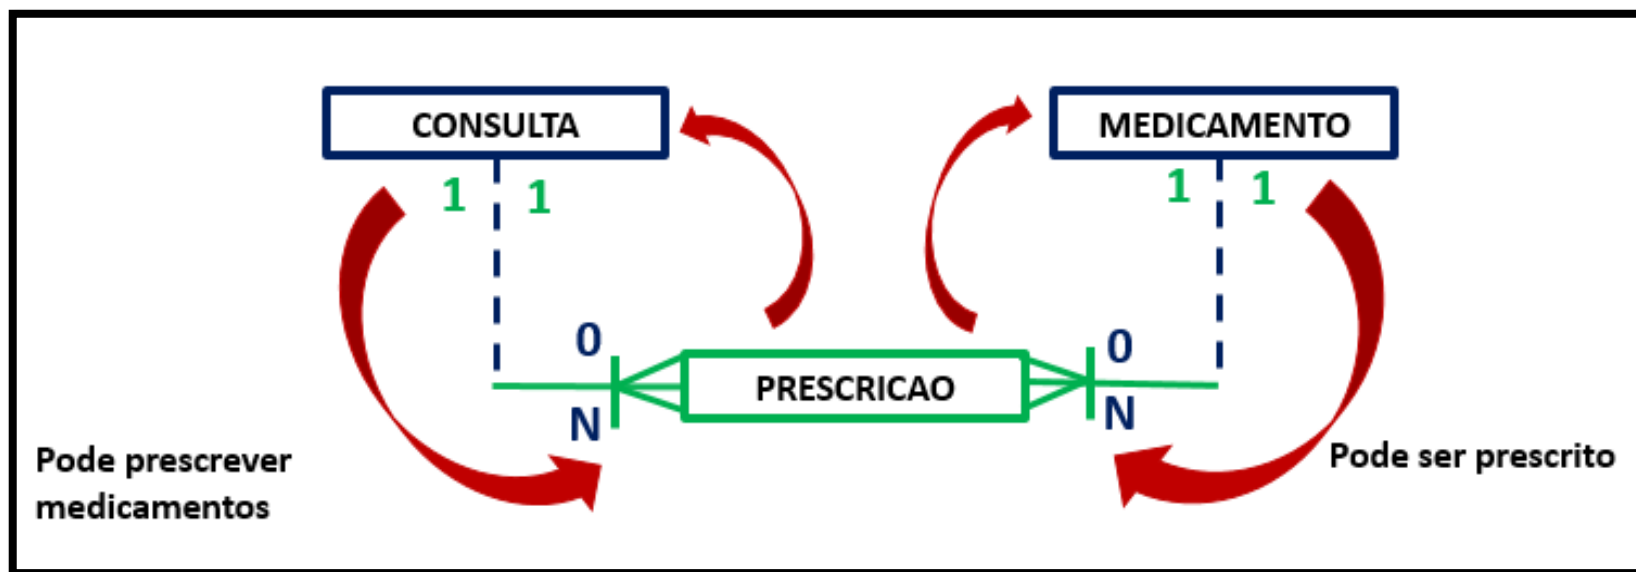 CONSULTA
MEDICAMENTO
1 1
1 1
0
0
PRESCRICAO
N
N
Pode prescrever
medicamentos
Pode ser prescrito